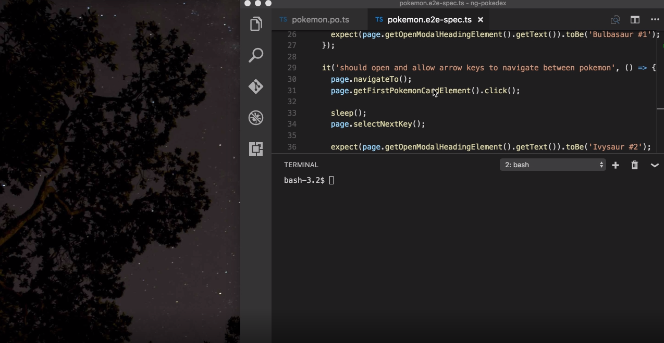 pokemon.e2e-spec.ts - ng-pokedex
TS pokemon.po.ts TS pokemon.e2e-spec.ts ×
26 expect(page.getOpenModalHeadingElement().getText()).toBe('Bulbasaur #1');
27 });
28
29 it('should open and allow arrow keys to navigate between pokemon', () => {
30 page.navigateTo();
31 page.getFirstPokemonCardElement().click();
32
33 sleep();
34 page.selectNextKey();
35
36 expect(page.getOpenModalHeadingElement().getText()).toBe('Ivysaur #2');
TERMINAL 2: bash
bash-3.2$